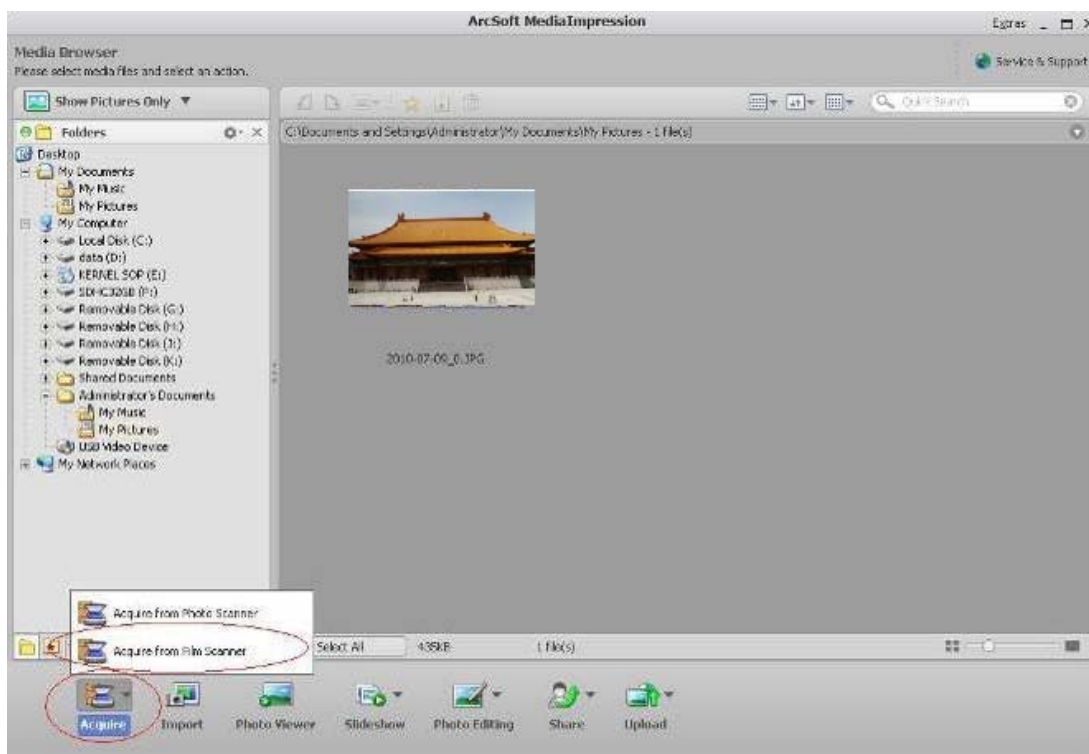 ArcSoft MediaImpression
Extras
Media Browser
Please select media files and select an action.
Service & Support
Show Pictures Only
Quick Search
Folders
C:\Documents and Settings\Administrator\My Documents\My Pictures - 1 file(s)
Desktop
My Documents
My Music
My Pictures
My Computer
Local Disk (C:)
data (D:)
KERNEL SOP (E:)
SDHC32GB (F:)
Removable Disk (G:)
Removable Disk (H:)
Removable Disk (J:)
Removable Disk (K:)
Shared Documents
Administrator's Documents
My Music
My Pictures
USB Video Device
My Network Places
2010-07-09_0.JPG
Acquire from Photo Scanner
Acquire from Film Scanner
Select All
435KB
1 file(s)
Acquire
Import
Photo Viewer
Slideshow
Photo Editing
Share
Upload